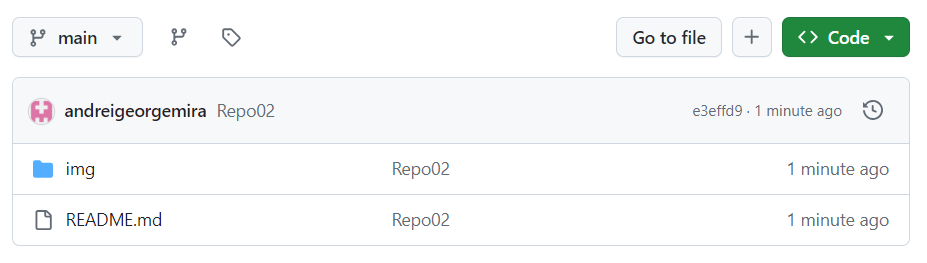 main Go to file Code
andreigeorgemira Repo02 e3effd9 · 1 minute ago
img Repo02 1 minute ago
README.md Repo02 1 minute ago